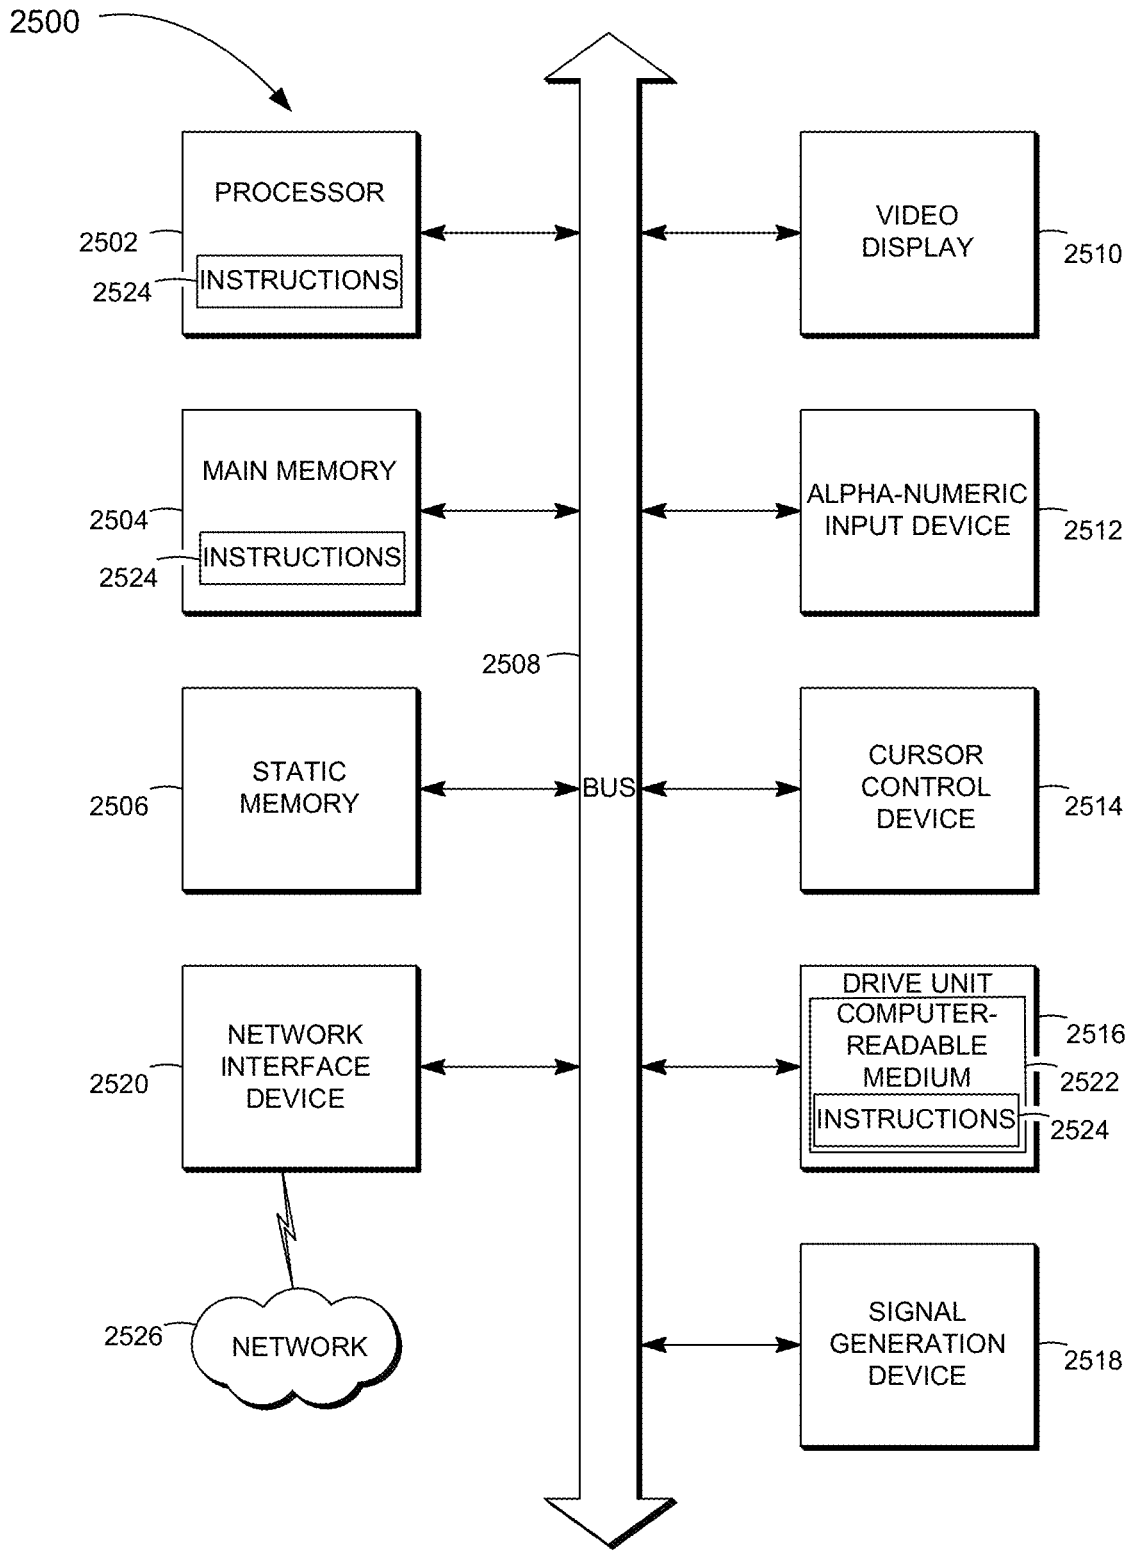 2500
PROCESSOR
2502
INSTRUCTIONS
2524
MAIN MEMORY
2504
INSTRUCTIONS
2524
STATIC
MEMORY
2506
NETWORK
INTERFACE
DEVICE
2520
NETWORK
2526
2508
BUS
VIDEO
DISPLAY
2510
ALPHA-NUMERIC
INPUT DEVICE
2512
CURSOR
CONTROL
DEVICE
2514
DRIVE UNIT
2516
COMPUTER-
READABLE
MEDIUM
2522
INSTRUCTIONS
2524
SIGNAL
GENERATION
DEVICE
2518